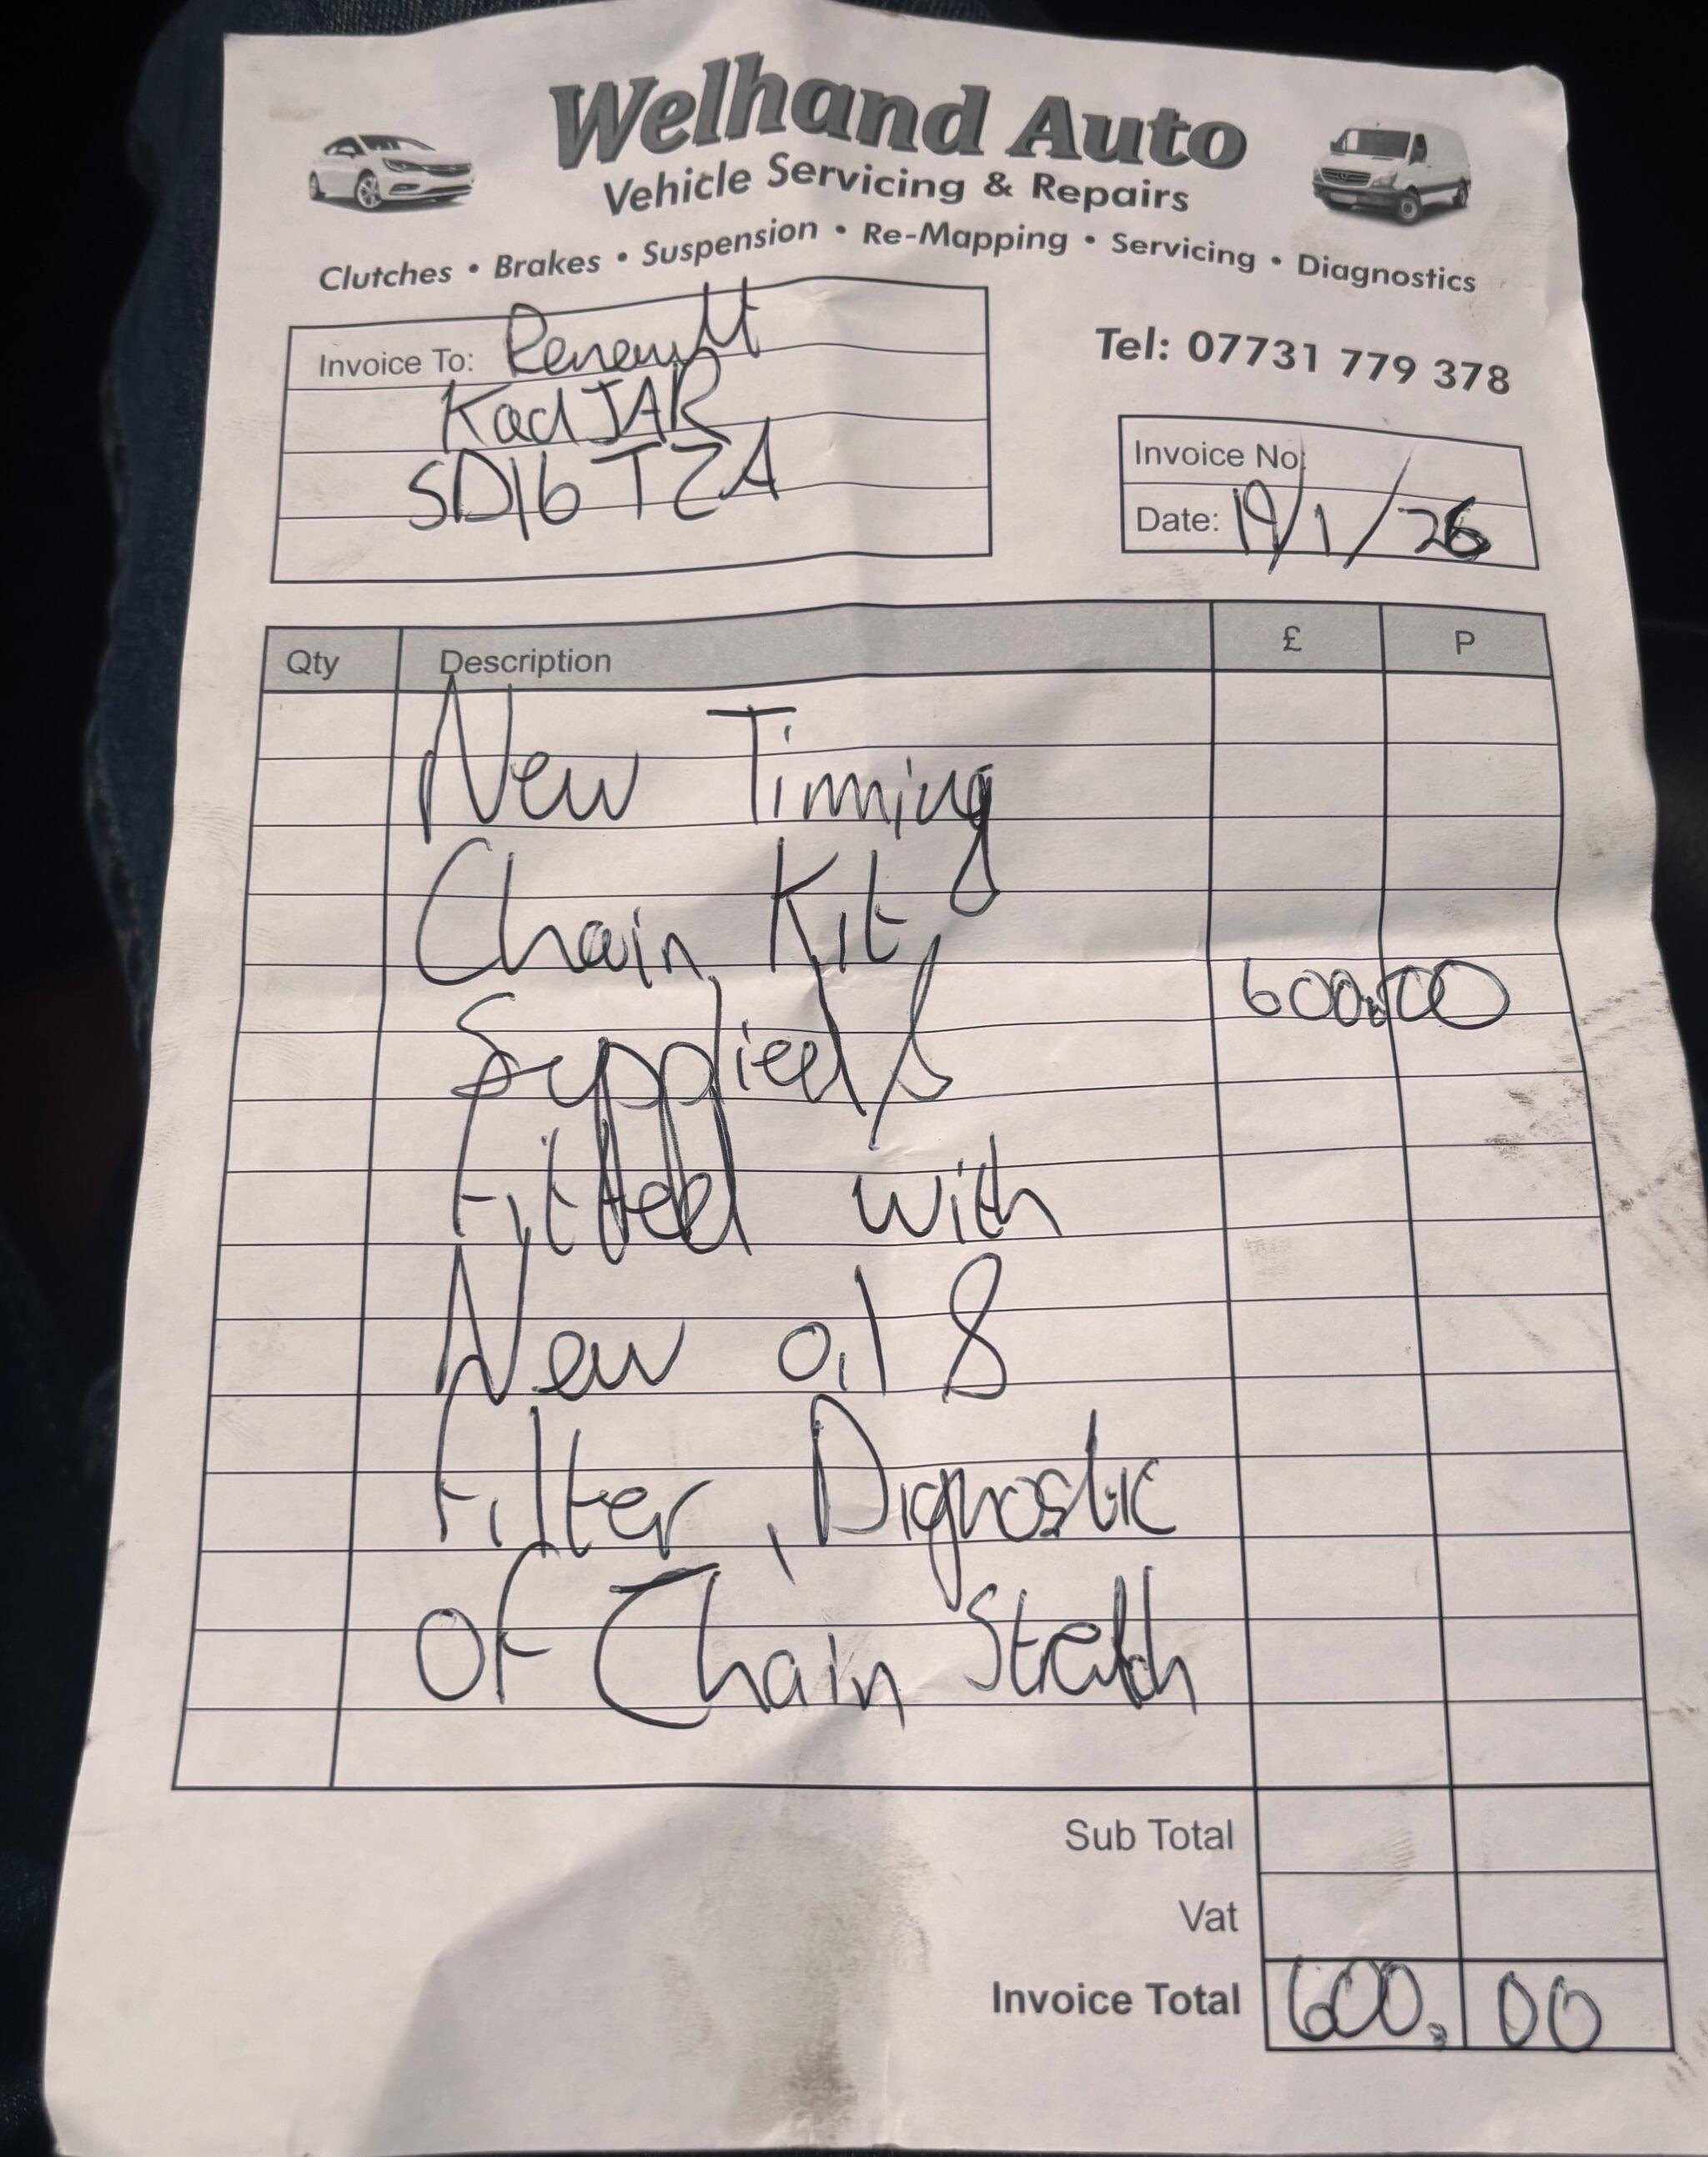 Welhand Auto
Vehicle Servicing & Repairs
Clutches • Brakes • Suspension • Re-Mapping • Servicing • Diagnostics
Invoice To: Renault
KadJAR
SD16 TZA
Tel: 07731 779 378
Invoice No:
Date: 19/1/26
Qty Description £ P
New Timming
Chain Kit
Supplied &
600.00
Fitted with
New oil &
Filter, Dignostic
Of Chain Stretch
Sub Total
Vat
Invoice Total 600.00